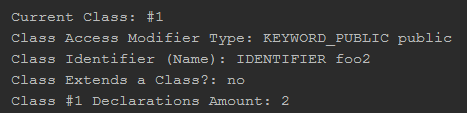 Current Class: #1
Class Access Modifier Type: KEYWORD_PUBLIC public
Class Identifier (Name): IDENTIFIER foo2
Class Extends a Class?: no
Class #1 Declarations Amount: 2